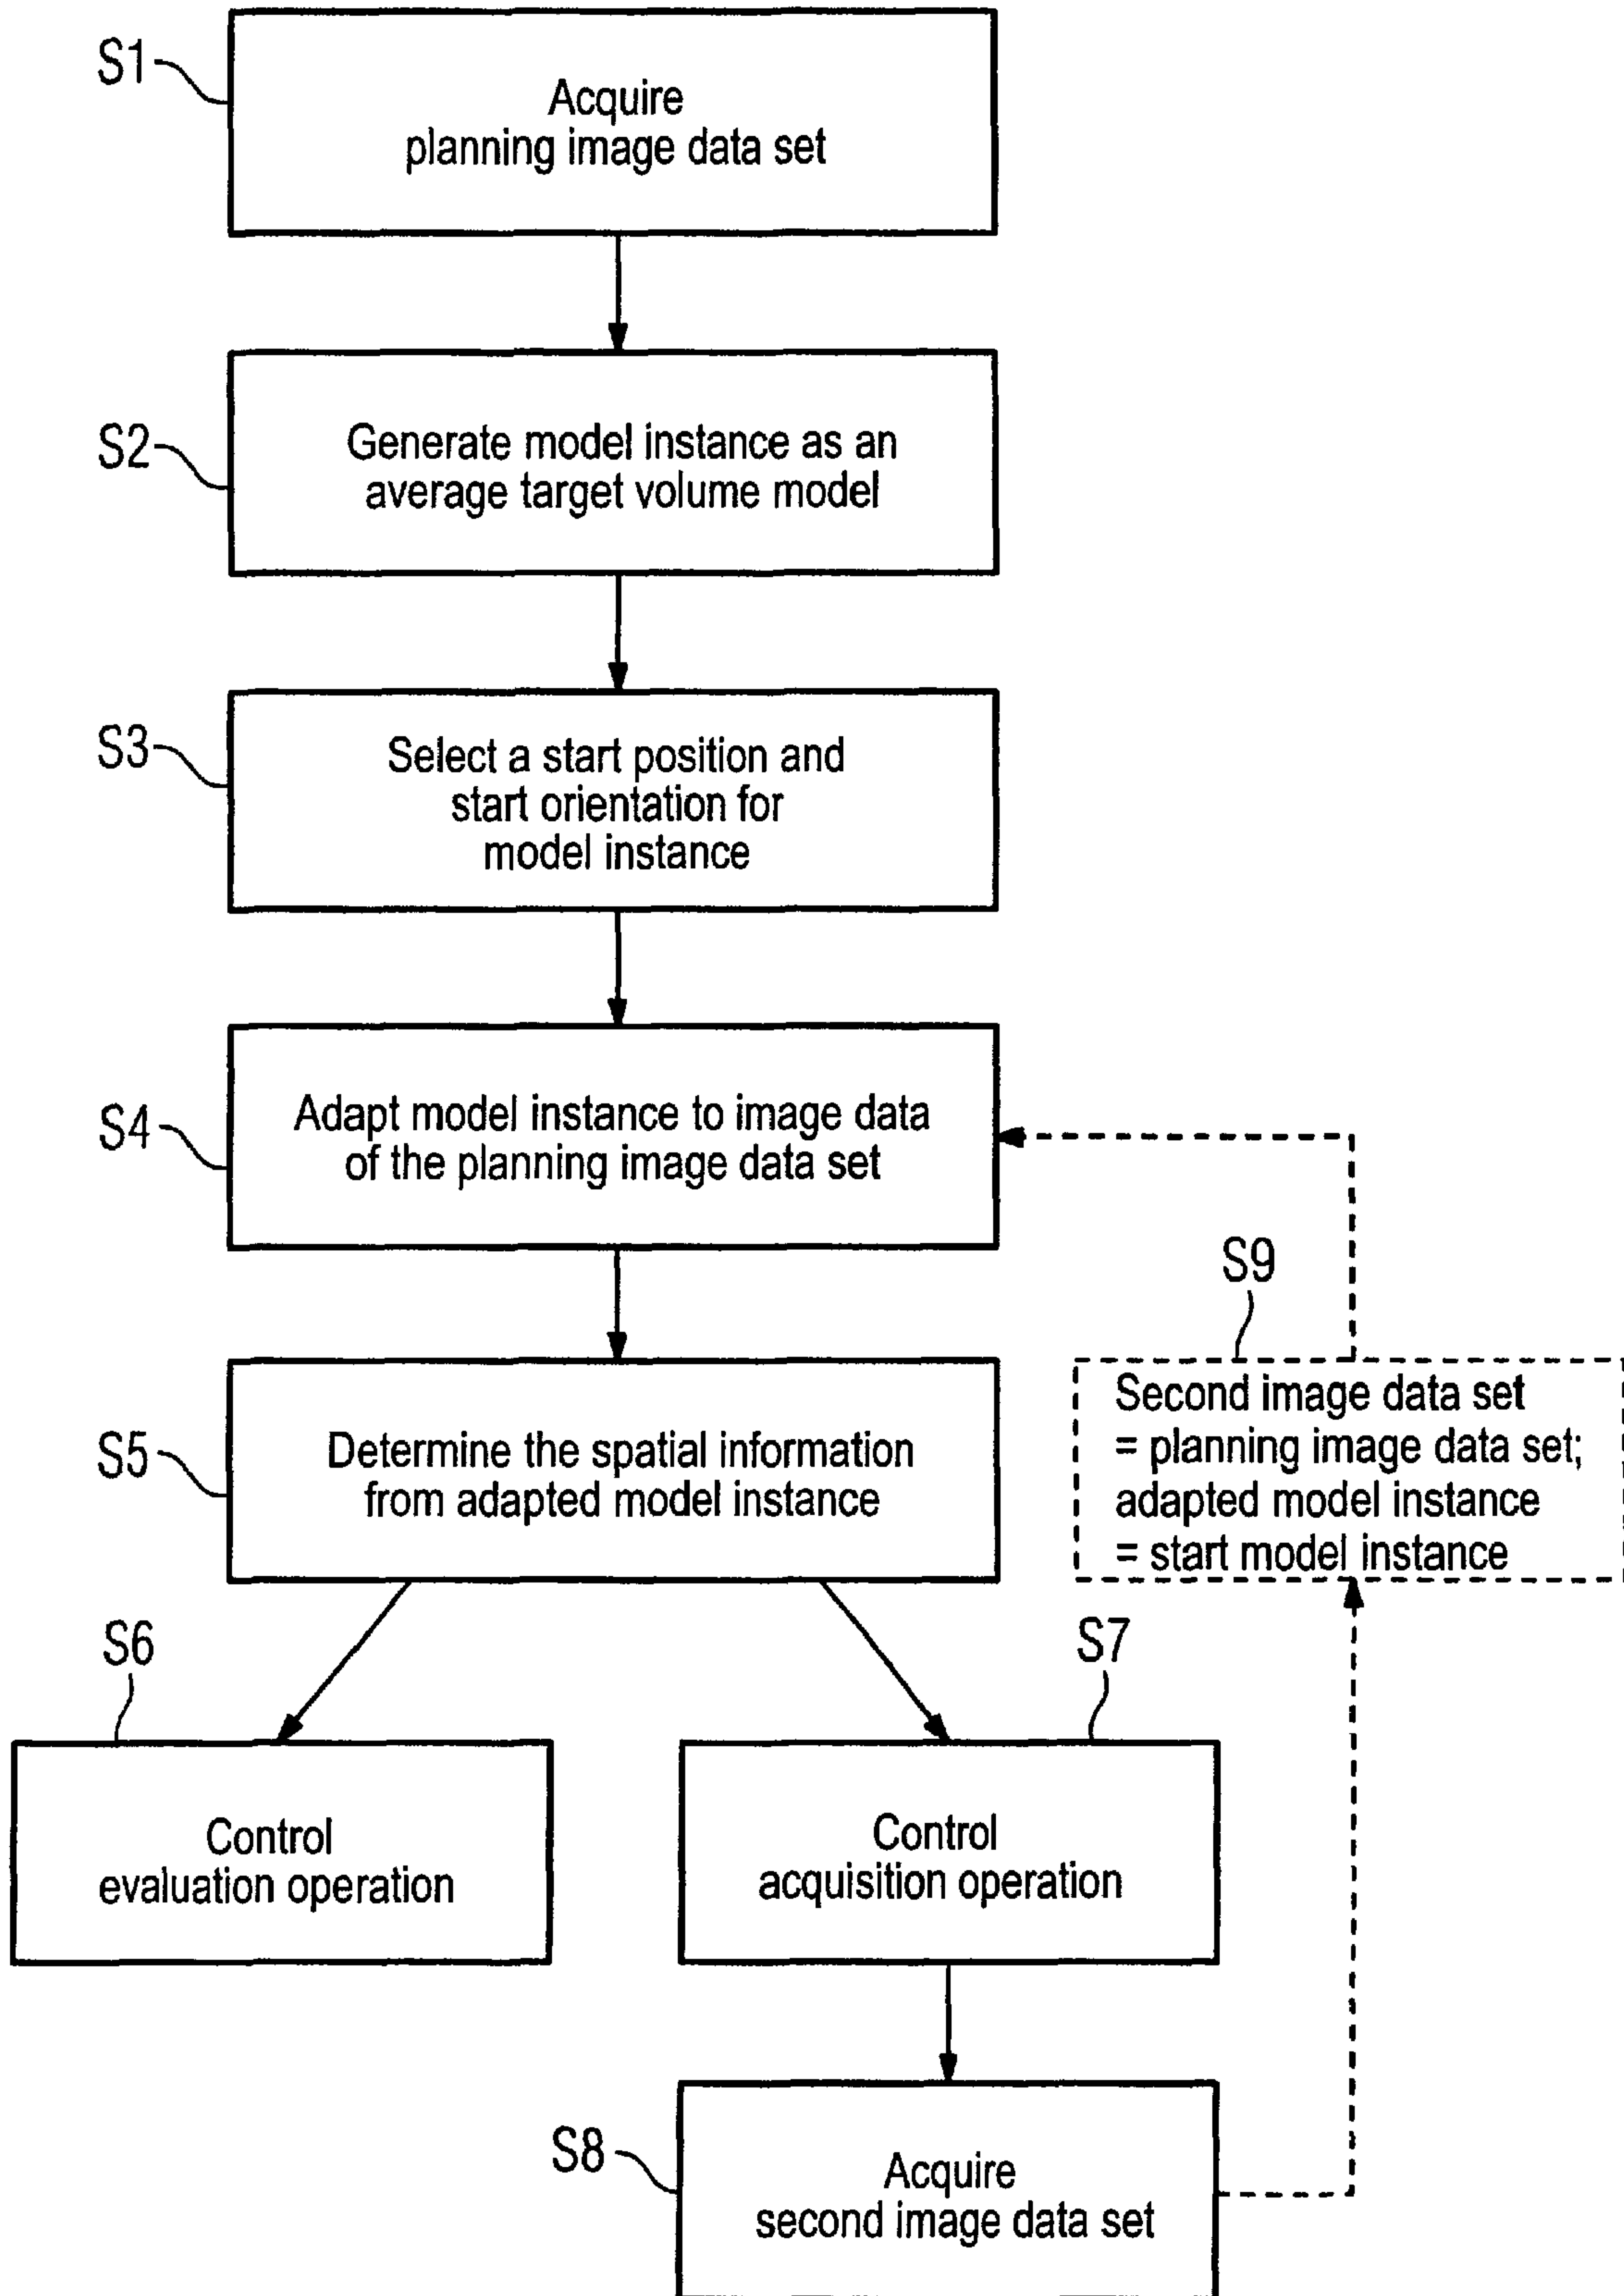 S1
Acquire
planning image data set
S2
Generate model instance as an
average target volume model
S3
Select a start position and
start orientation for
model instance
S4
Adapt model instance to image data
of the planning image data set
S9
Second image data set
= planning image data set;
adapted model instance
= start model instance
S5
Determine the spatial information
from adapted model instance
S6
Control
evaluation operation
S7
Control
acquisition operation
S8
Acquire
second image data set